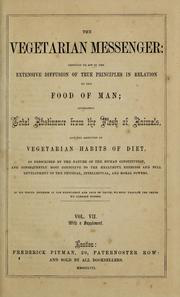 THE
VEGETARIAN MESSENGER:
DESIGNED TO AID IN THE
EXTENSIVE DIFFUSION OF TRUE PRINCIPLES IN RELATION
TO THE
FOOD OF MAN;
ADVOCATING
Total Abstinence from the Flesh of Animals,
AND THE ADOPTION OF
VEGETARIAN HABITS OF DIET,
AS PRESCRIBED BY THE NATURE OF THE HUMAN CONSTITUTION,
AND CONSEQUENTLY MOST CONDUCIVE TO THE HEALTHFUL EXERCISE AND FULL
DEVELOPMENT OF THE PHYSICAL, INTELLECTUAL, AND MORAL POWERS.
VOL. VII.
With a Supplement.
London:
FREDERICK PITMAN, 20, PATERNOSTER ROW:
AND SOLD BY ALL BOOKSELLERS.